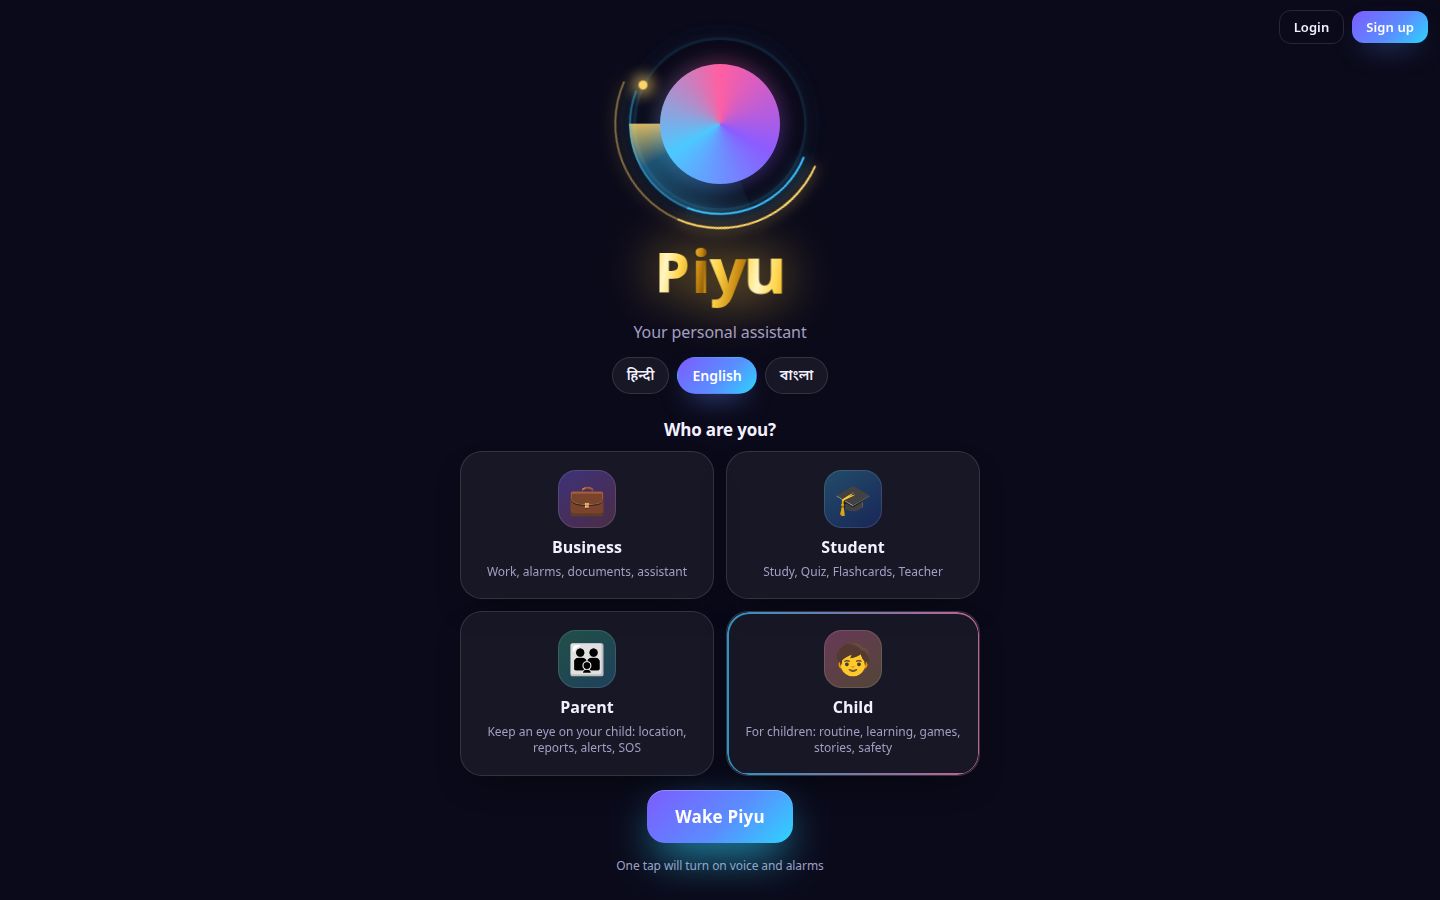 Login
Sign up
Piyu
Your personal assistant
हिन्दी
English
বাংলা
Who are you?
Business
Work, alarms, documents, assistant
Student
Study, Quiz, Flashcards, Teacher
Parent
Keep an eye on your child: location,
reports, alerts, SOS
Child
For children: routine, learning, games,
stories, safety
Wake Piyu
One tap will turn on voice and alarms